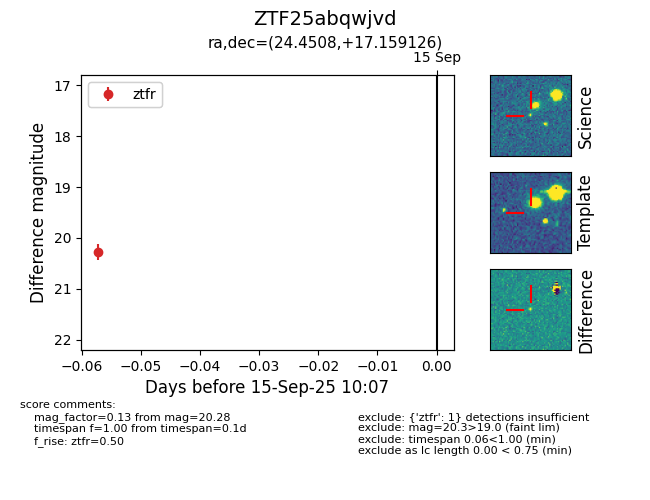 ZTF25abqwjvd
ra,dec=(24.4508,+17.159126)
15 Sep
ztfr
17
18
19
20
21
22
Difference magnitude
−0.06
−0.05
−0.04
−0.03
−0.02
−0.01
0.00
Days before 15-Sep-25 10:07
Science
Template
Difference
score comments:
mag_factor=0.13 from mag=20.28
timespan f=1.00 from timespan=0.1d
f_rise: ztfr=0.50
exclude: {'ztfr': 1} detections insufficient
exclude: mag=20.3>19.0 (faint lim)
exclude: timespan 0.06<1.00 (min)
exclude as lc length 0.00 < 0.75 (min)